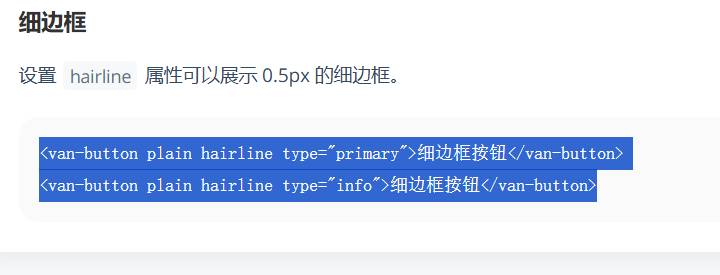 细边框
设置 hairline 属性可以展示 0.5px 的细边框。
<van-button plain hairline type="primary">细边框按钮</van-button>
<van-button plain hairline type="info">细边框按钮</van-button>